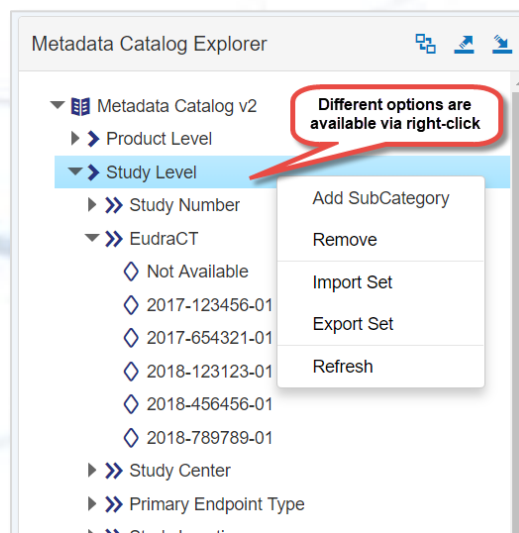 Metadata Catalog Explorer
Metadata Catalog v2
Different options are
available via right-click
Product Level
Study Level
Add SubCategory
Study Number
Remove
EudraCT
Not Available
Import Set
2017-123456-01
Export Set
2017-654321-01
Refresh
2018-123123-01
2018-456456-01
2018-789789-01
Study Center
Primary Endpoint Type